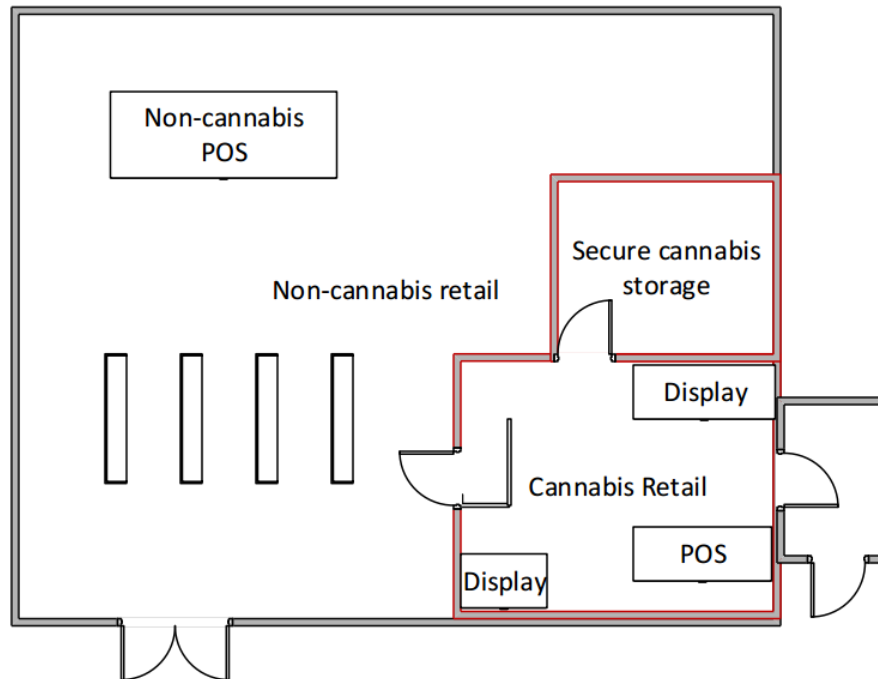 Non-cannabis
POS
Secure cannabis
storage
Non-cannabis retail
Display
Cannabis Retail
POS
Display